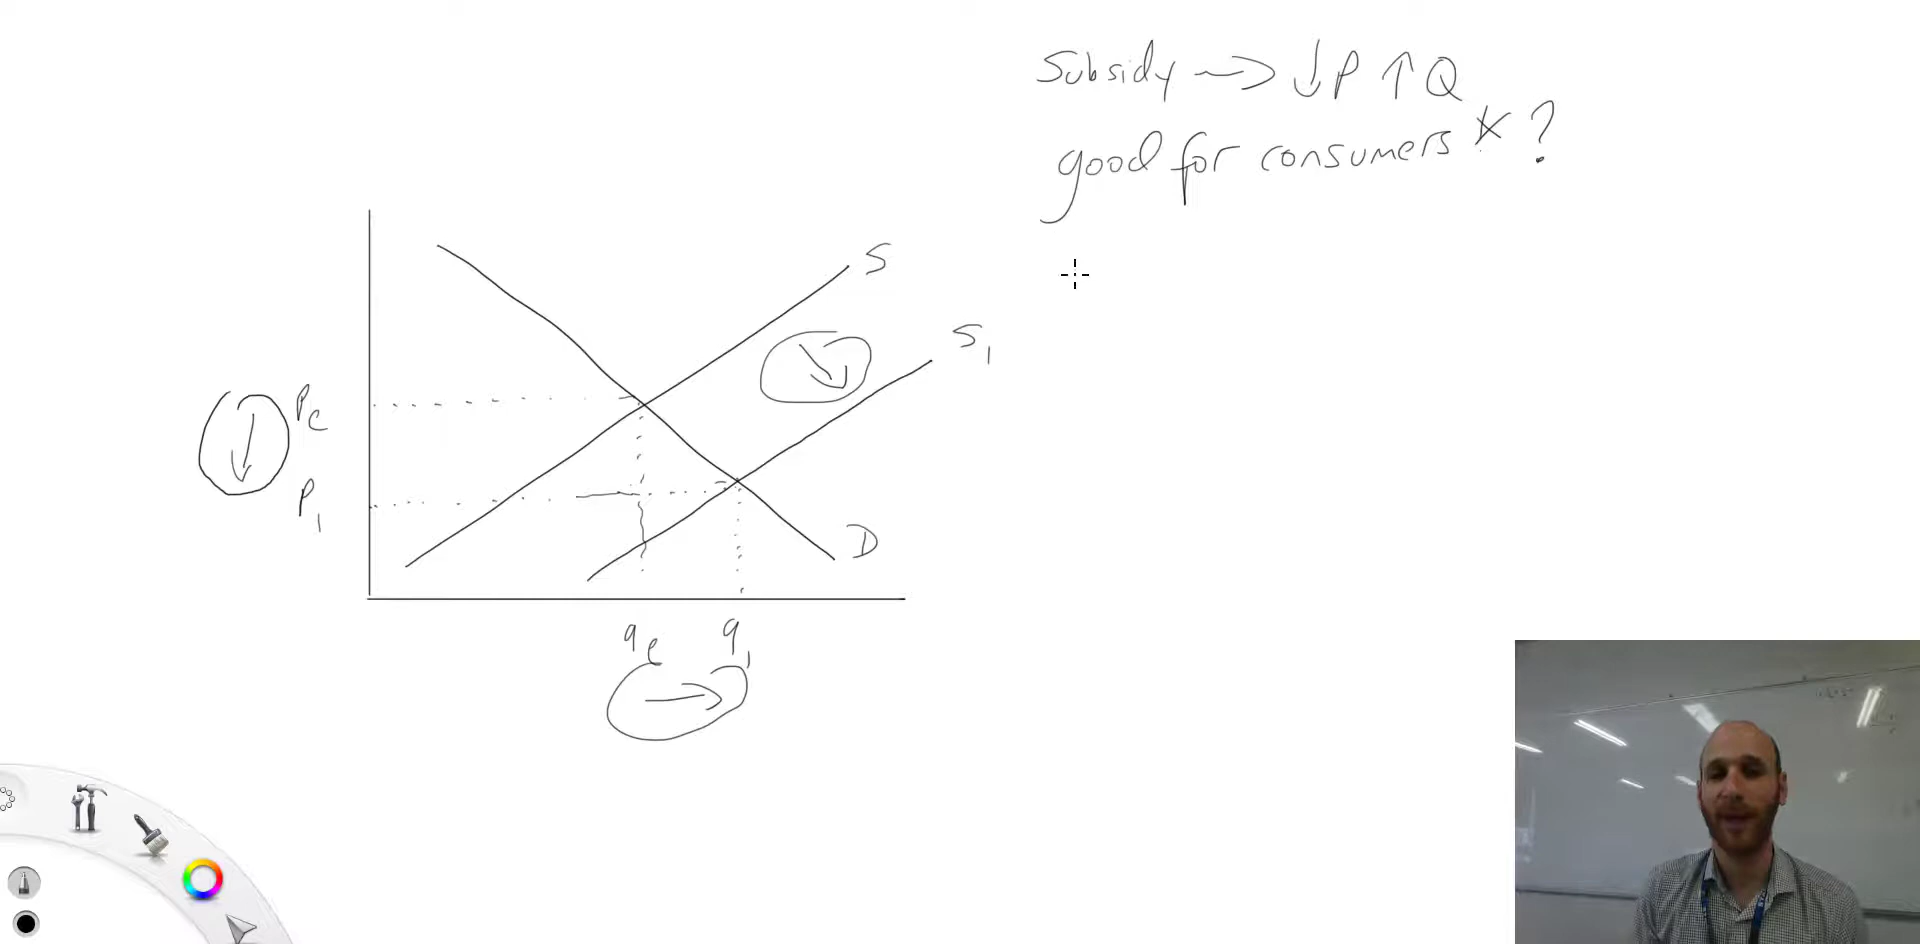 Subsidy → ↓P ↑Q
good for consumers * ?
S
S1
Pe
P1
D
qe q1